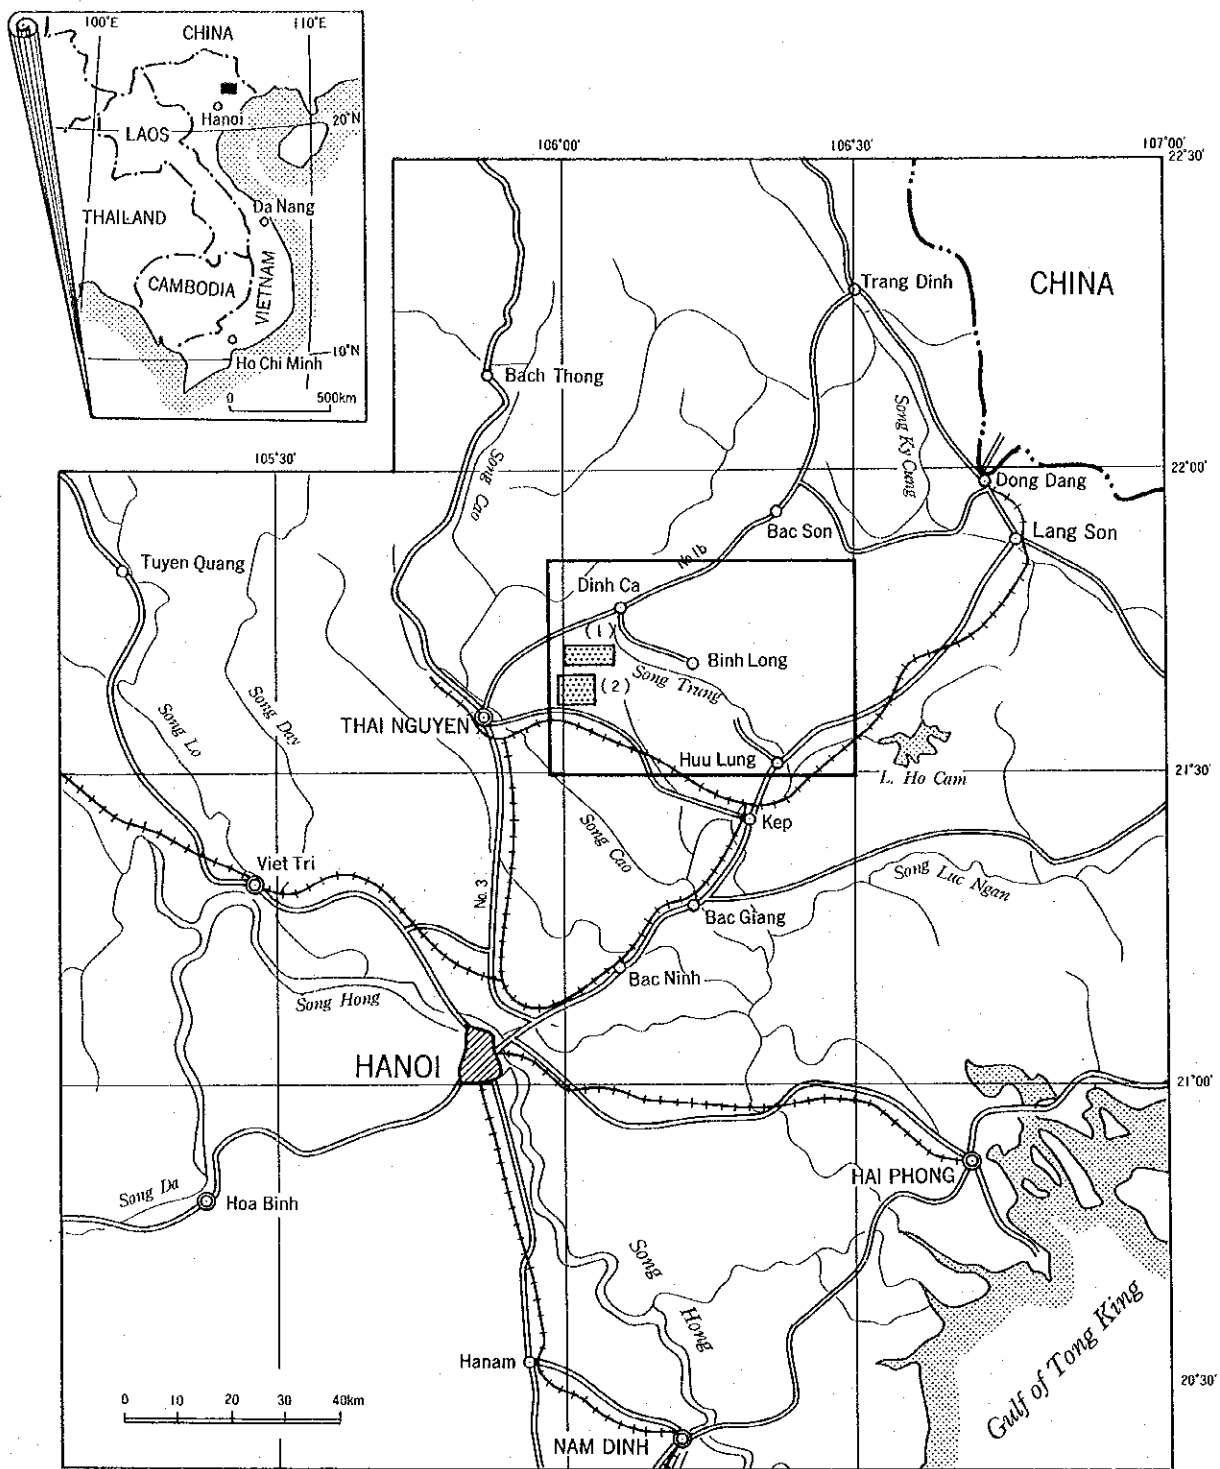 100°E
110°E
CHINA
Hanoi
20°N
LAOS
THAILAND
Da Nang
CAMBODIA
VIETNAM
10°N
Ho Chi Minh
0
500km
106°00'
106°30'
107°00'
22°30'
Trang Dinh
CHINA
Bach Thong
Song Ky Cung
Song Cao
105°30'
22°00'
Dong Dang
Bac Son
Lang Son
Tuyen Quang
No 1b
Dinh Ca
(1)
Binh Long
Song Trung
(2)
Song Day
Song Lo
THAI NGUYEN
Huu Lung
L. Ho Cam
21°30'
Kep
Song Cao
Viet Tri
No. 3
Song Luc Ngan
Bac Giang
Bac Ninh
Song Hong
HANOI
21°00'
HAI PHONG
Song Da
Hoa Binh
Song Hong
Gulf of Tong King
Hanam
20°30'
0 10 20 30 40km
NAM DINH